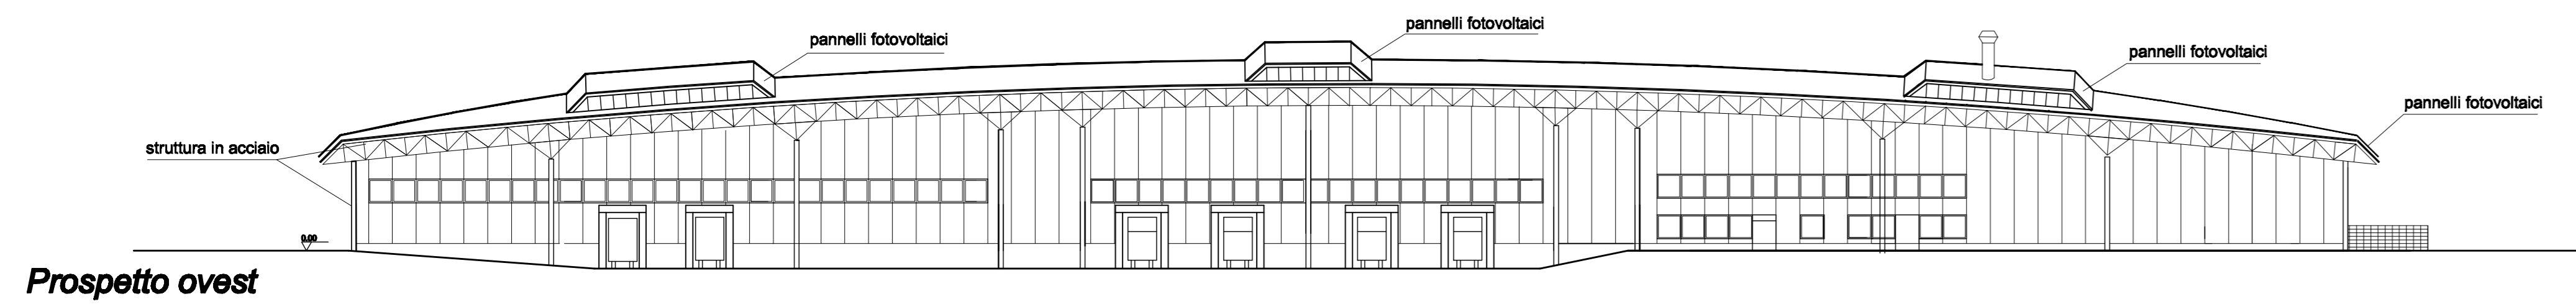 pannelli fotovoltaici
pannelli fotovoltaici
pannelli fotovoltaici
pannelli fotovoltaici
struttura in acciaio
0.00
Prospetto ovest